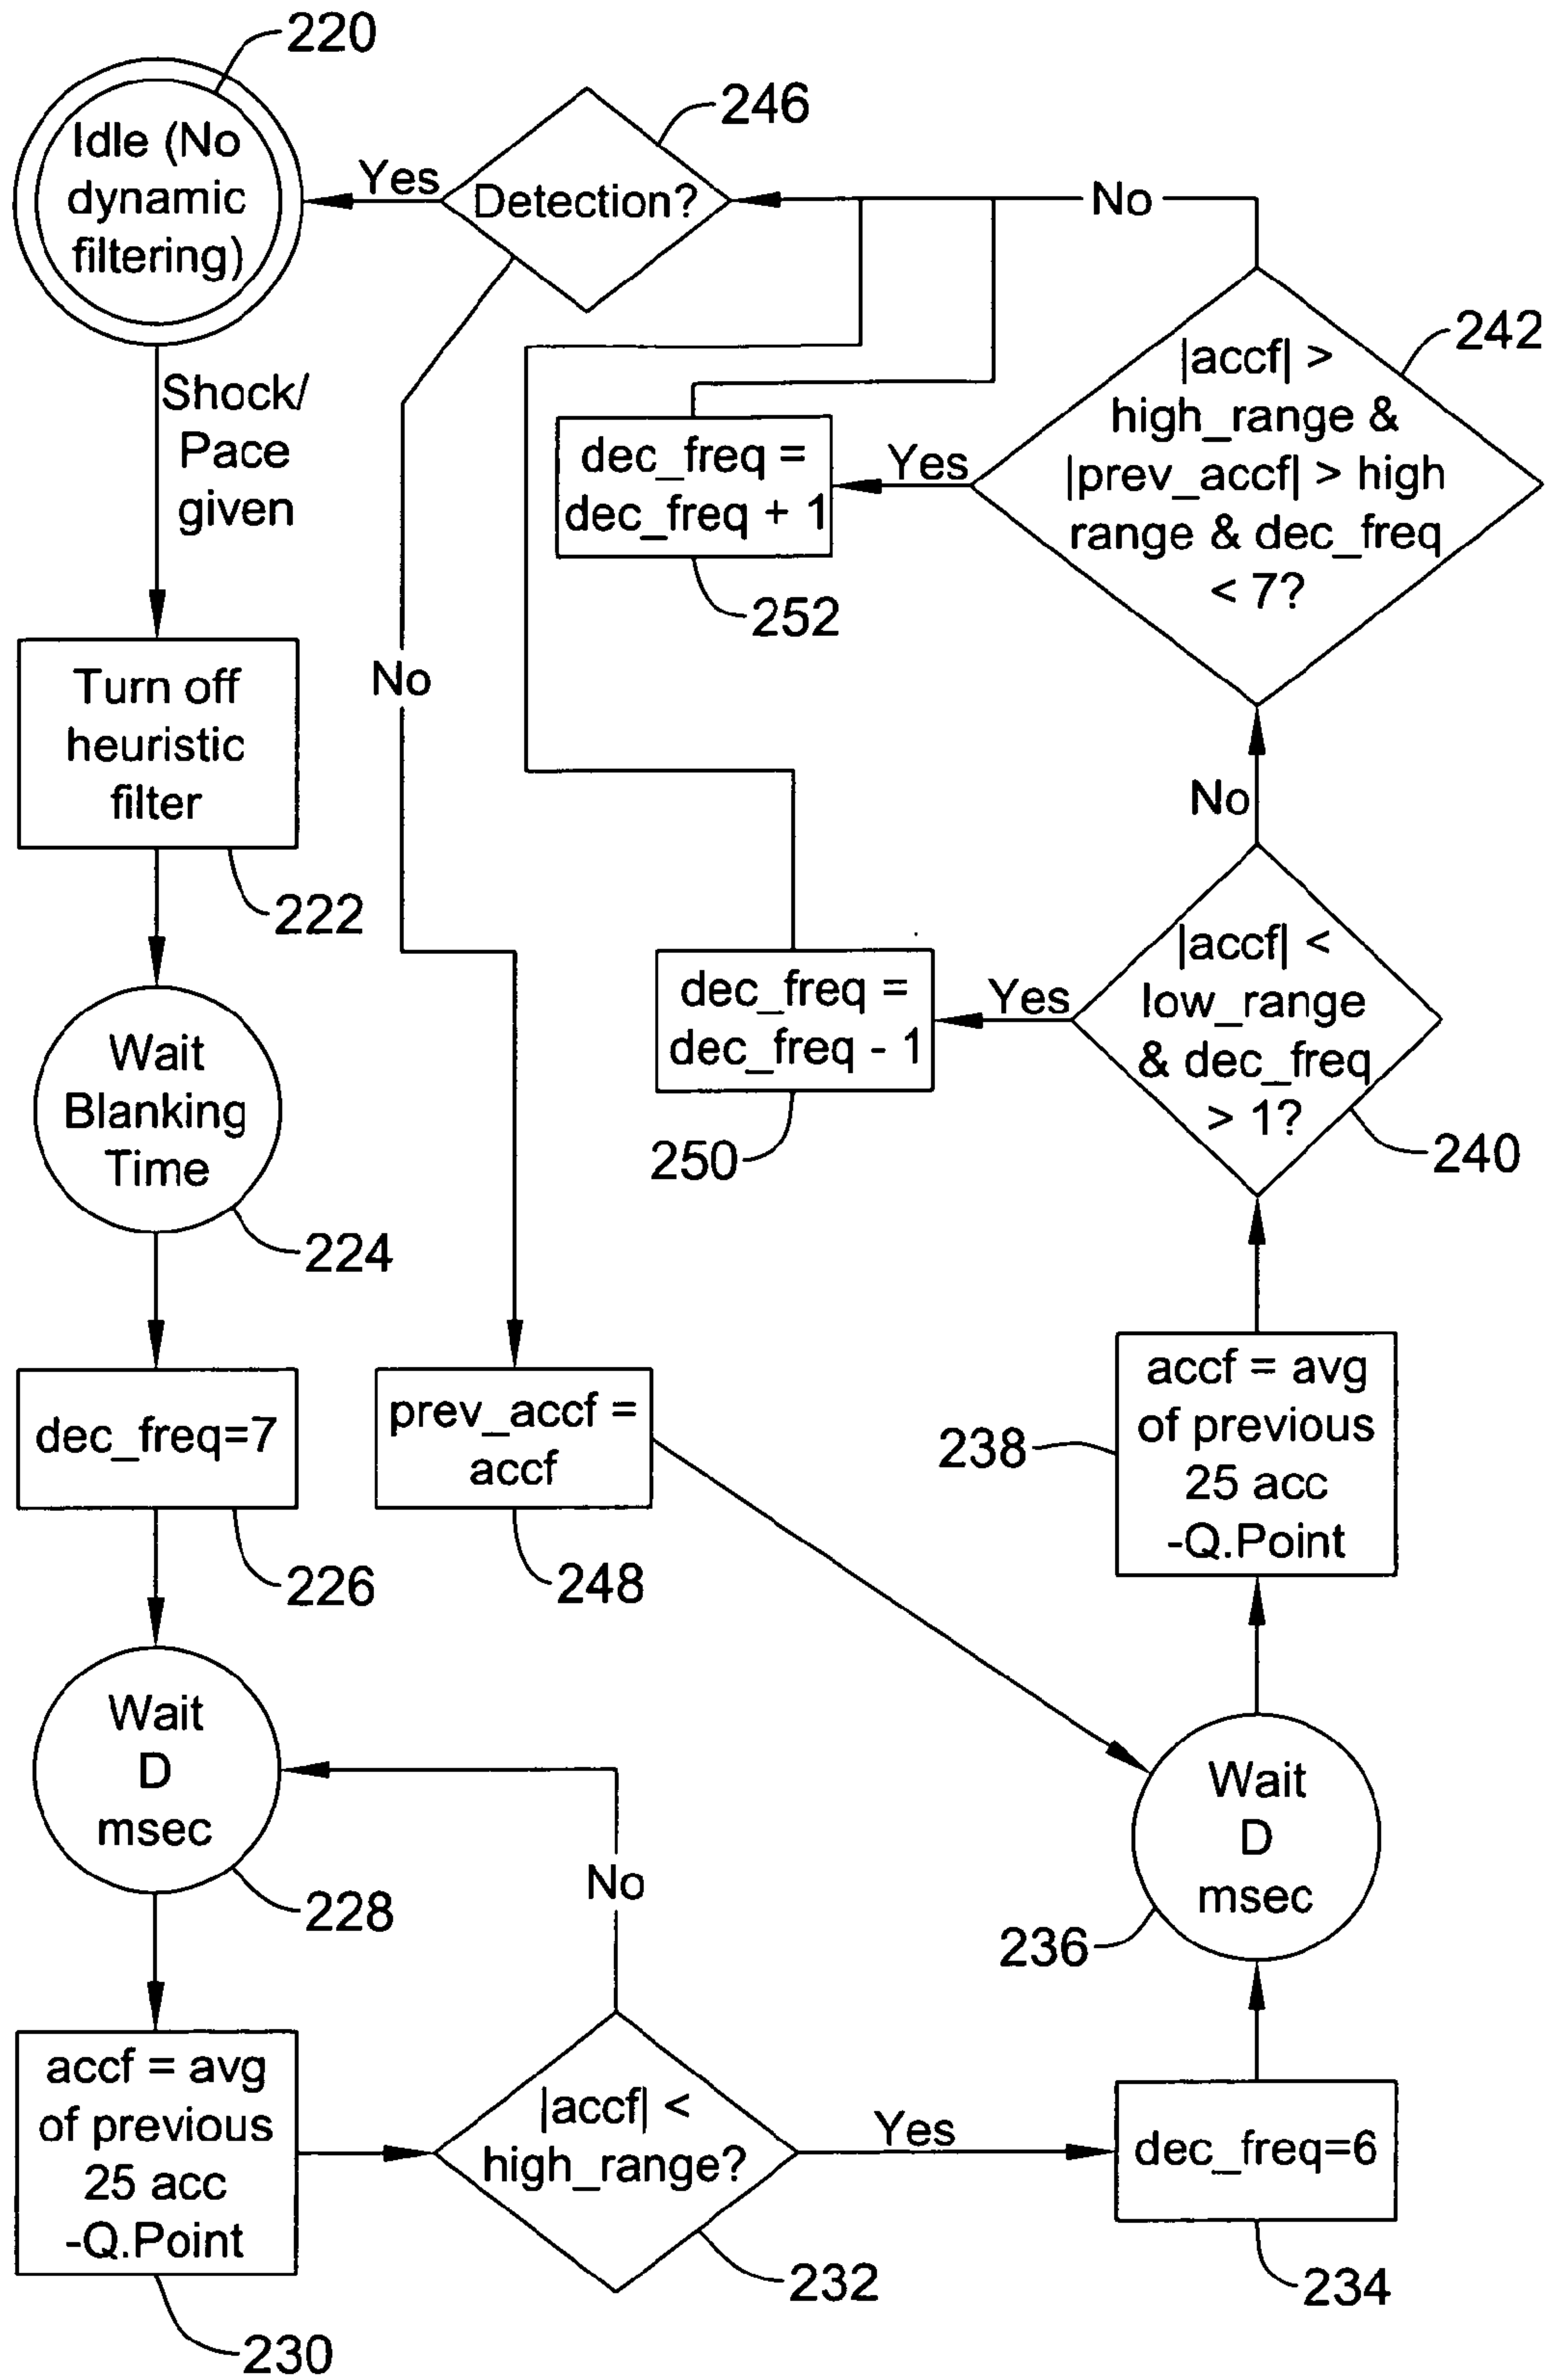 220
Idle (No
dynamic
filtering)
Yes
Detection?
246
No
Shock/
Pace
given
|accf| >
high_range &
|prev_accf| > high
range & dec_freq
< 7?
242
Yes
dec_freq =
dec_freq + 1
252
No
Turn off
heuristic
filter
222
No
|accf| <
low_range
& dec_freq
> 1?
240
Yes
dec_freq =
dec_freq - 1
250
Wait
Blanking
Time
224
dec_freq=7
226
prev_accf =
accf
248
accf = avg
of previous
25 acc
-Q.Point
238
Wait
D
msec
228
No
Wait
D
msec
236
accf = avg
of previous
25 acc
-Q.Point
230
|accf| <
high_range?
232
Yes
dec_freq=6
234